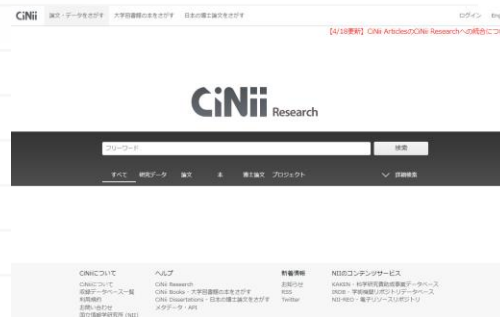 CiNii 論文・データをさがす 大学図書館の本をさがす 日本の博士論文をさがす ログイン Eng
【4/18更新】CiNii ArticlesのCiNii Researchへの統合につ
CiNii Research
フリーワード 検索
すべて 研究データ 論文 本 博士論文 プロジェクト 詳細検索
CiNiiについて ヘルプ 新着情報 NIIのコンテンツサービス
CiNiiについて CiNii Research お知らせ KAKEN - 科学研究費助成事業データベース
収録データベース一覧 CiNii Books - 大学図書館の本をさがす RSS IRDB - 学術機関リポジトリデータベース
利用規約 CiNii Dissertations - 日本の博士論文をさがす Twitter NII-REO - 電子リソースリポジトリ
お問い合わせ メタデータ・API
国立情報学研究所 (NII)